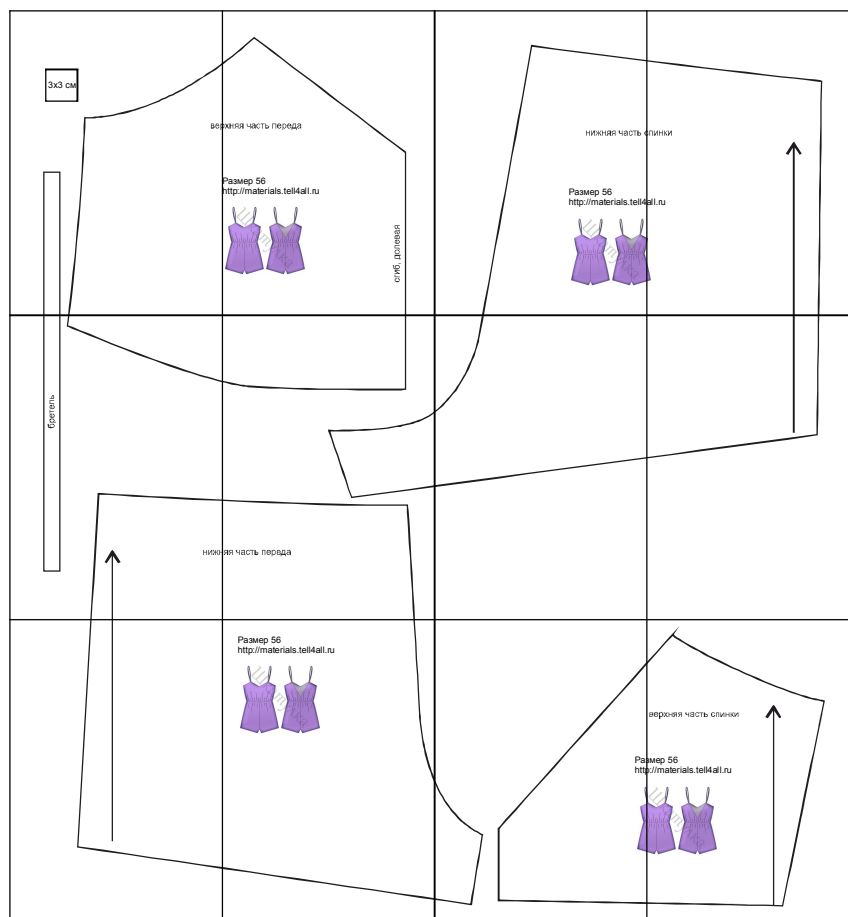 3х3 см
верхняя часть переда
нижняя часть спинки
Размер 56
http://materials.tell4all.ru
Размер 56
http://materials.tell4all.ru
сгиб, долевая
бретель
нижняя часть переда
Размер 56
http://materials.tell4all.ru
верхняя часть спинки
Размер 56
http://materials.tell4all.ru